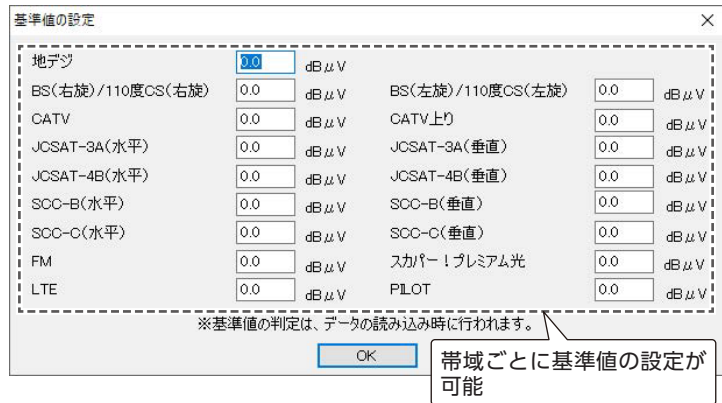 基準値の設定
地デジ 0.0 dBμV
BS(右旋)/110度CS(右旋) 0.0 dBμV BS(左旋)/110度CS(左旋) 0.0 dBμV
CATV 0.0 dBμV CATV上り 0.0 dBμV
JCSAT-3A(水平) 0.0 dBμV JCSAT-3A(垂直) 0.0 dBμV
JCSAT-4B(水平) 0.0 dBμV JCSAT-4B(垂直) 0.0 dBμV
SCC-B(水平) 0.0 dBμV SCC-B(垂直) 0.0 dBμV
SCC-C(水平) 0.0 dBμV SCC-C(垂直) 0.0 dBμV
FM 0.0 dBμV スカパー！プレミアム光 0.0 dBμV
LTE 0.0 dBμV PILOT 0.0 dBμV
※基準値の判定は、データの読み込み時に行われます。
OK
帯域ごとに基準値の設定が
可能